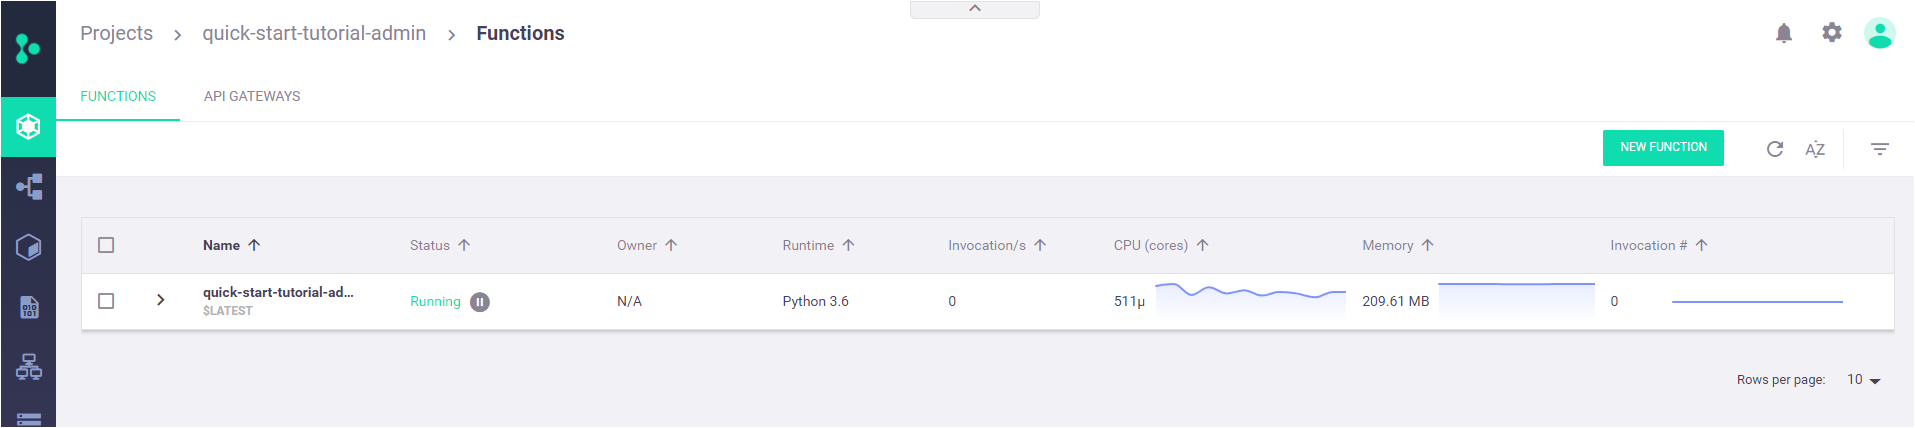 Projects > quick-start-tutorial-admin > Functions
FUNCTIONS API GATEWAYS
NEW FUNCTION AZ
Name Status Owner Runtime Invocation/s CPU (cores) Memory Invocation #
quick-start-tutorial-ad... Running N/A Python 3.6 0 511µ 209.61 MB 0
$LATEST
Rows per page: 10